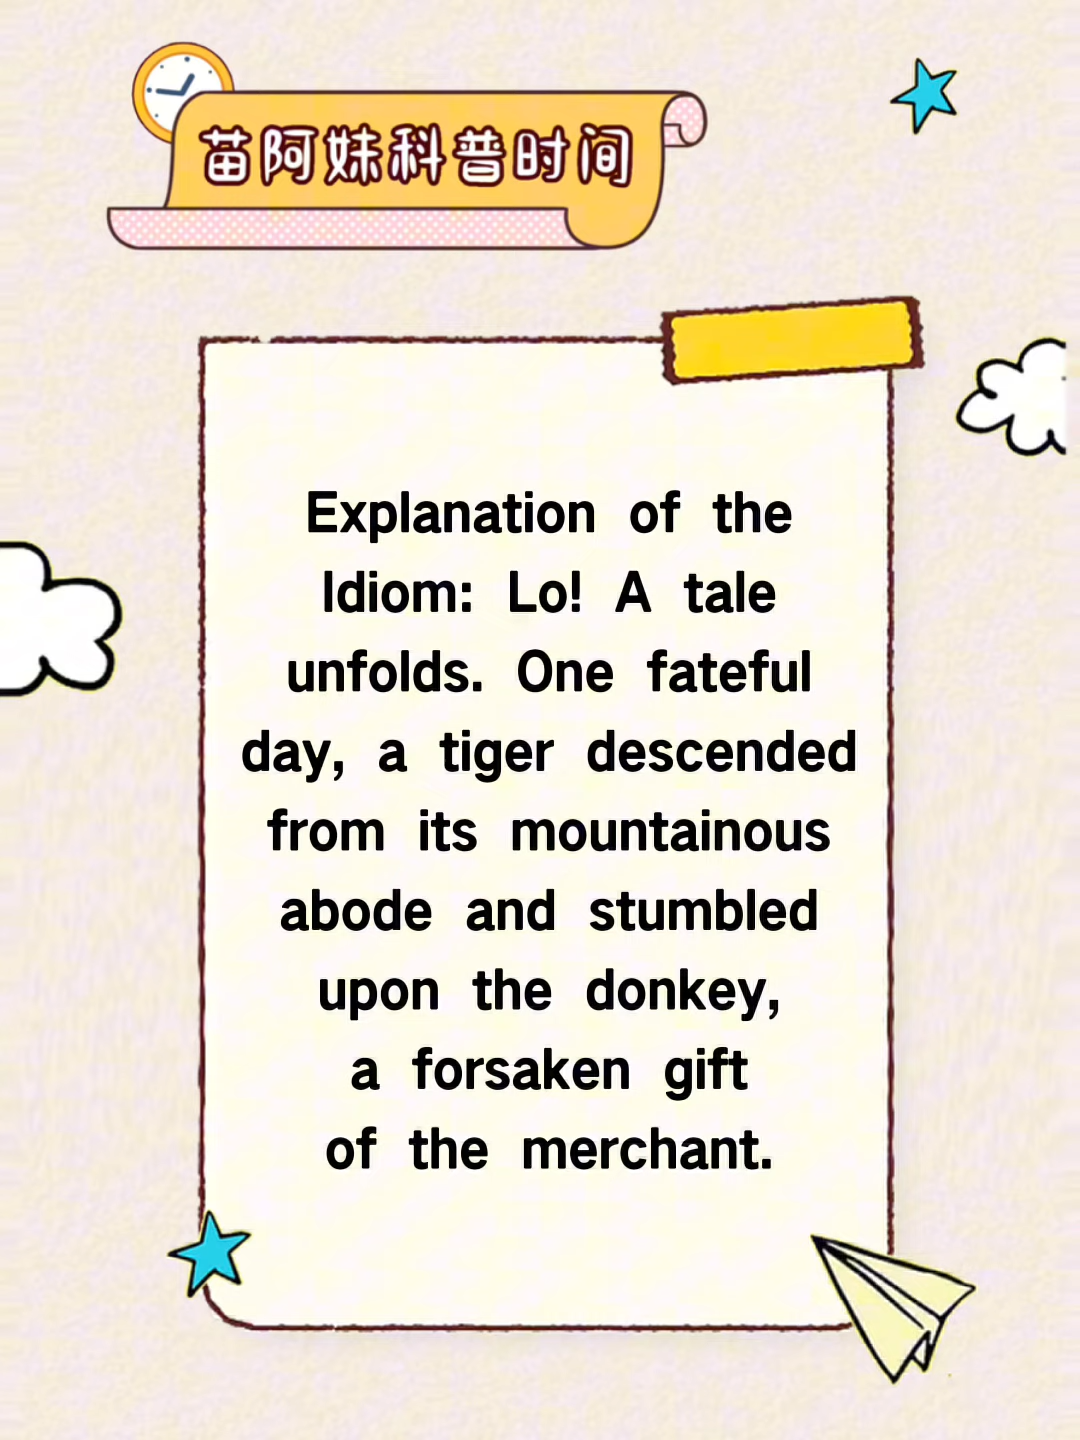 苗阿妹科普时间
Explanation of the
Idiom: Lo! A tale
unfolds. One fateful
day, a tiger descended
from its mountainous
abode and stumbled
upon the donkey,
a forsaken gift
of the merchant.